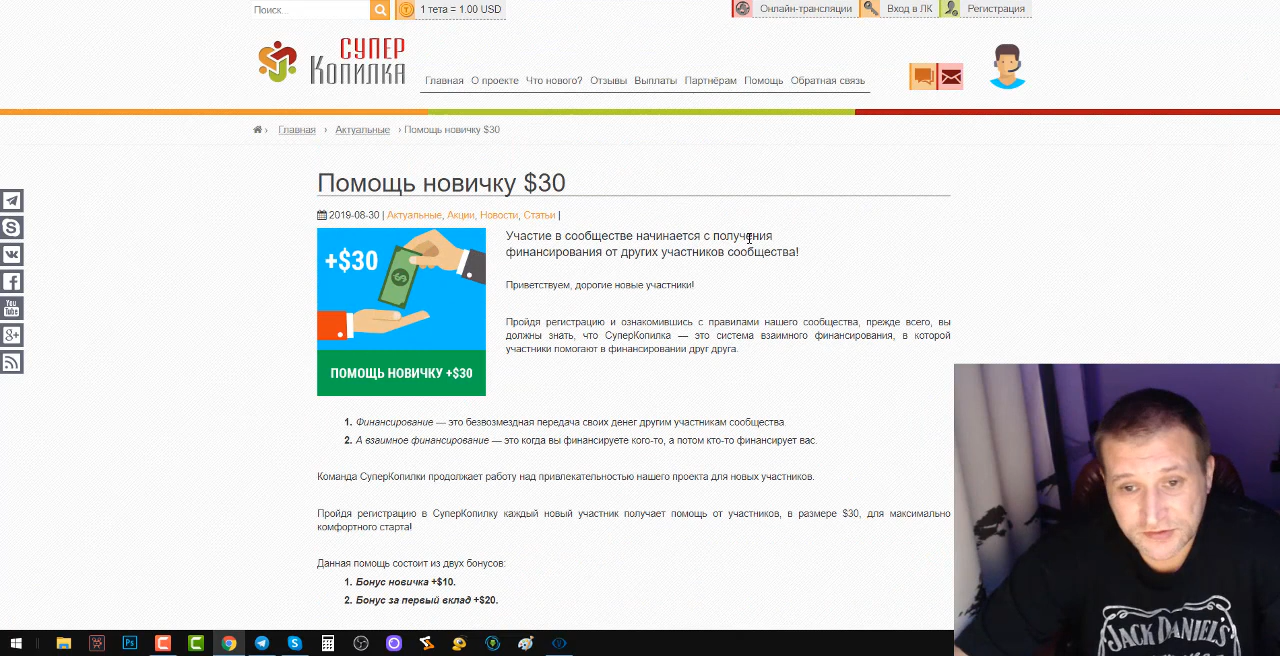 Поиск...
1 тета = 1.00 USD
Онлайн-трансляции
Вход в ЛК
Регистрация
СУПЕР
КОПИЛКА
Главная О проекте Что нового? Отзывы Выплаты Партнёрам Помощь Обратная связь
› Главная › Актуальные › Помощь новичку $30
Помощь новичку $30
2019-08-30 | Актуальные, Акции, Новости, Статьи |
+$30
ПОМОЩЬ НОВИЧКУ +$30
Участие в сообществе начинается с получения
финансирования от других участников сообщества!
Приветствуем, дорогие новые участники!
Пройдя регистрацию и ознакомившись с правилами нашего сообщества, прежде всего, вы
должны знать, что СуперКопилка — это система взаимного финансирования, в которой
участники помогают в финансировании друг друга.
1. Финансирование — это безвозмездная передача своих денег другим участникам сообщества.
2. А взаимное финансирование — это когда вы финансируете кого-то, а потом кто-то финансирует вас.
Команда СуперКопилки продолжает работу над привлекательностью нашего проекта для новых участников.
Пройдя регистрацию в СуперКопилку каждый новый участник получает помощь от участников, в размере $30, для максимально
комфортного старта!
Данная помощь состоит из двух бонусов:
1. Бонус новичка +$10.
2. Бонус за первый вклад +$20.
You
Tube
g+
Ps
JACK DANIEL'S